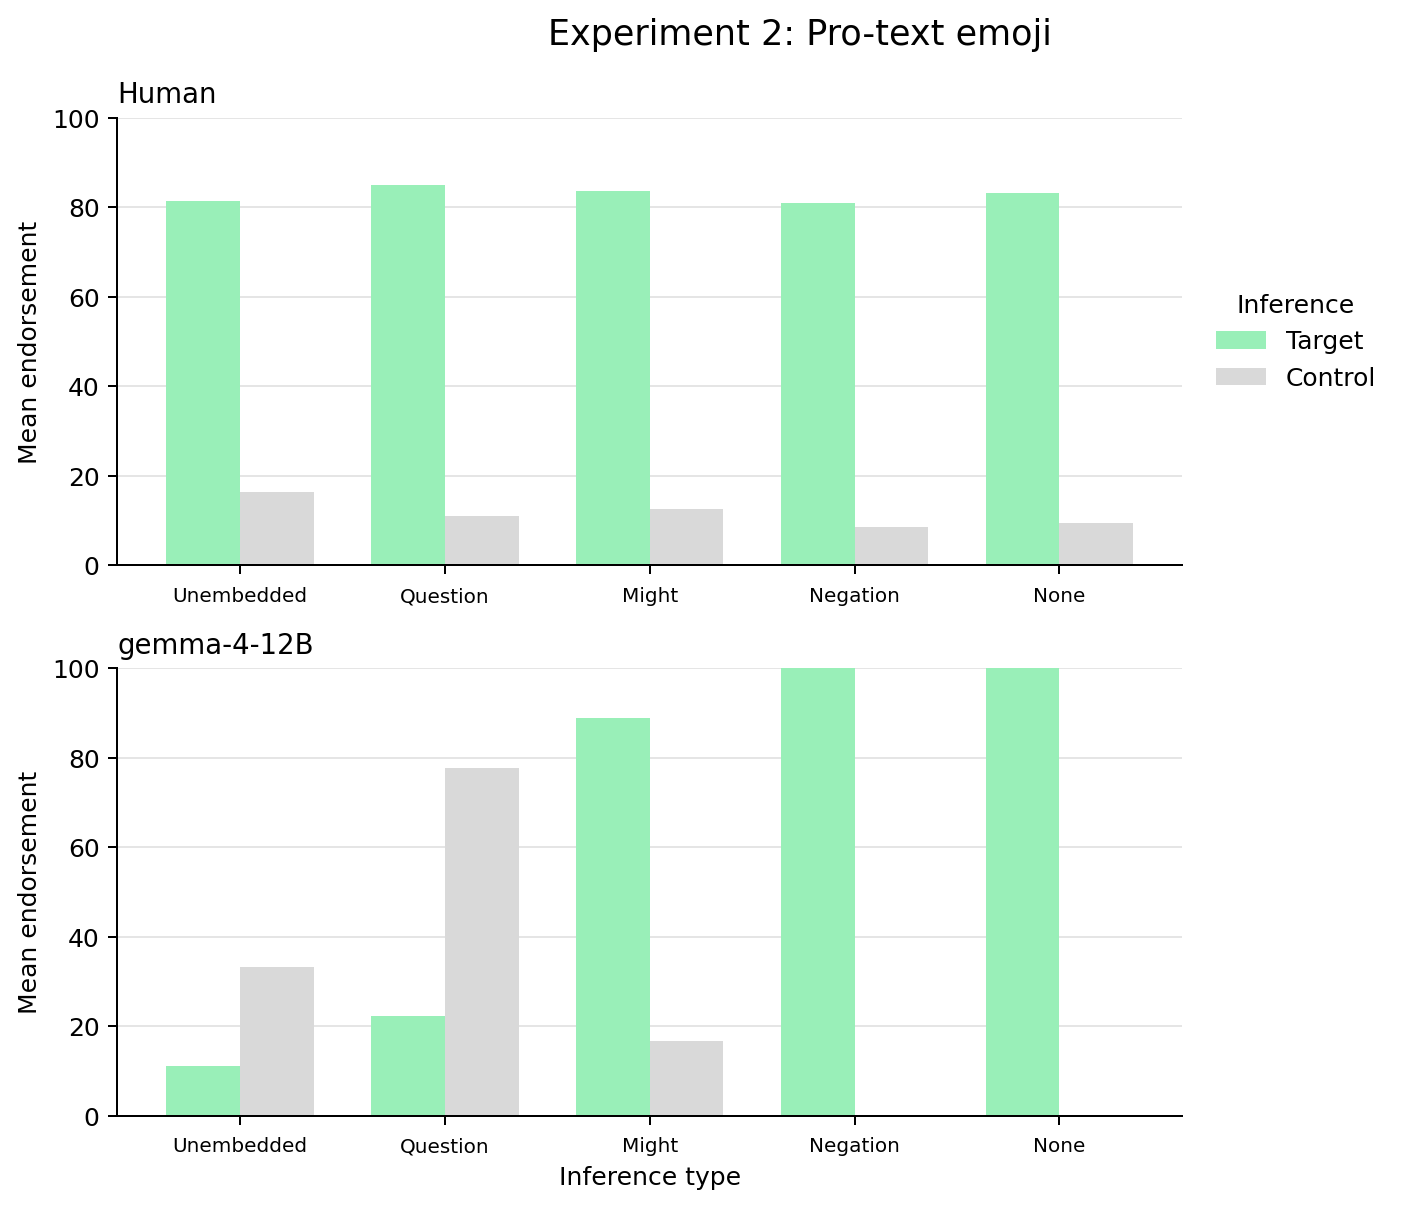 Experiment 2: Pro-text emoji
Human
Mean endorsement
100
80
60
40
20
0
Unembedded Question Might Negation None
Inference
Target
Control
gemma-4-12B
Mean endorsement
100
80
60
40
20
0
Unembedded Question Might Negation None
Inference type